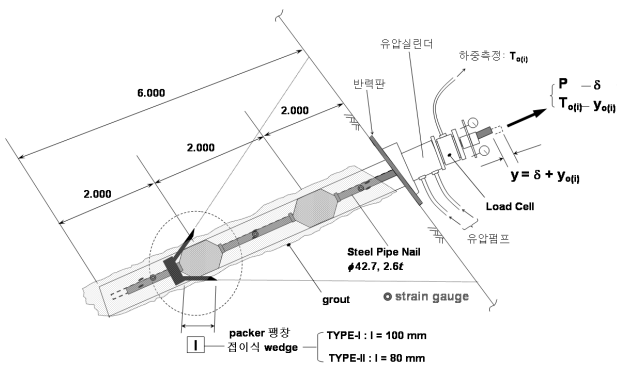 유압실린더
하중측정: To(i)
반력판
P — δ
To(i)— yo(i)
6.000
2.000
2.000
2.000
y = δ + yo(i)
Load Cell
유압펌프
Steel Pipe Nail
ϕ42.7, 2.6t
grout
strain gauge
l
packer 팽창
접이식 wedge
TYPE-I : l = 100 mm
TYPE-II : l = 80 mm